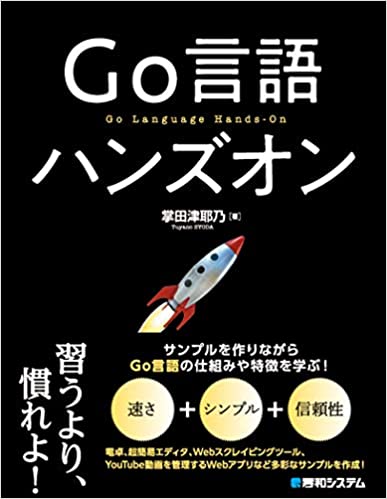 Go言語
Go Language Hands-On
ハンズオン
掌田津耶乃[著]
Tuyano SYODA
習うより、
慣れよ！
サンプルを作りながら
Go言語の仕組みや特徴を学ぶ！
速さ＋シンプル＋信頼性
電卓、超簡易エディタ、Webスクレイピングツール、
YouTube動画を管理するWebアプリなど多彩なサンプルを作成！
秀和システム